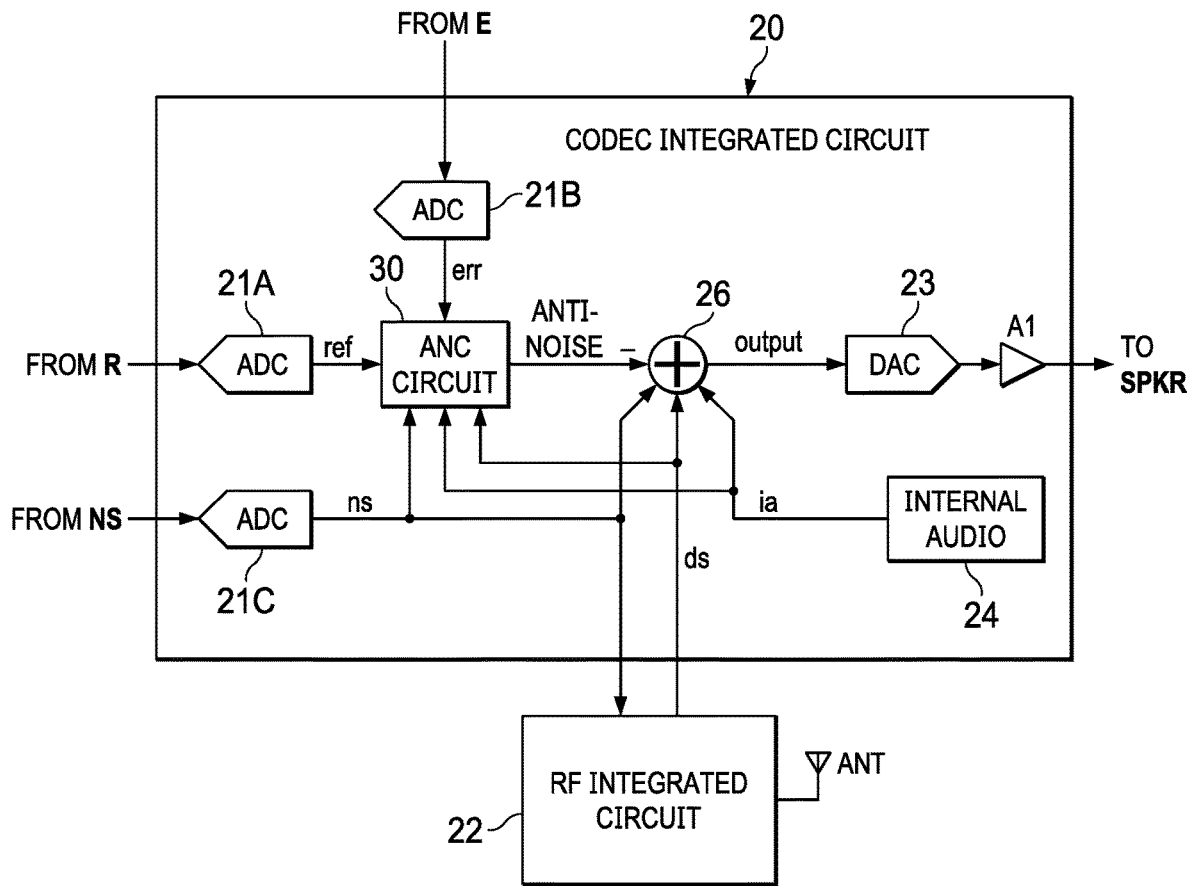 FROM E
20
CODEC INTEGRATED CIRCUIT
ADC
21B
err
30
21A
ADC
ref
FROM R
ANC
CIRCUIT
ANTI-
NOISE
–
26
output
23
DAC
A1
TO
SPKR
FROM NS
ADC
21C
ns
ds
ia
INTERNAL
AUDIO
24
RF INTEGRATED
CIRCUIT
22
ANT